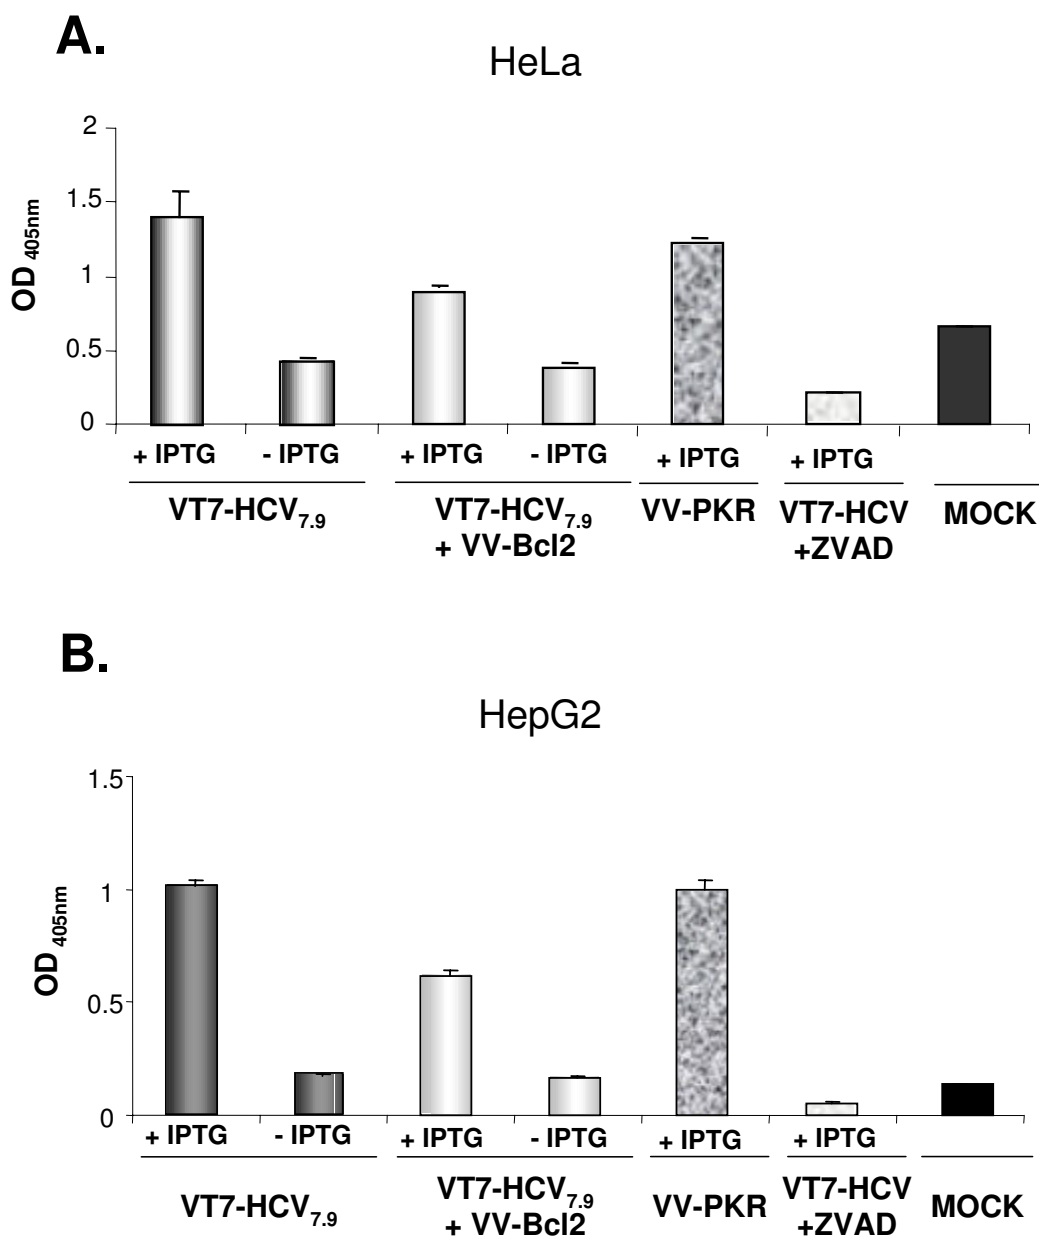 A.
HeLa
2
1.5
1
0.5
0
OD 405nm
+ IPTG - IPTG + IPTG - IPTG + IPTG + IPTG
VT7-HCV7.9 VT7-HCV7.9 VV-PKR VT7-HCV MOCK
+ VV-Bcl2 +ZVAD
B.
HepG2
1.5
1
0.5
0
OD 405nm
+ IPTG - IPTG + IPTG - IPTG + IPTG + IPTG
VT7-HCV7.9 VT7-HCV7.9 VV-PKR VT7-HCV MOCK
+ VV-Bcl2 +ZVAD